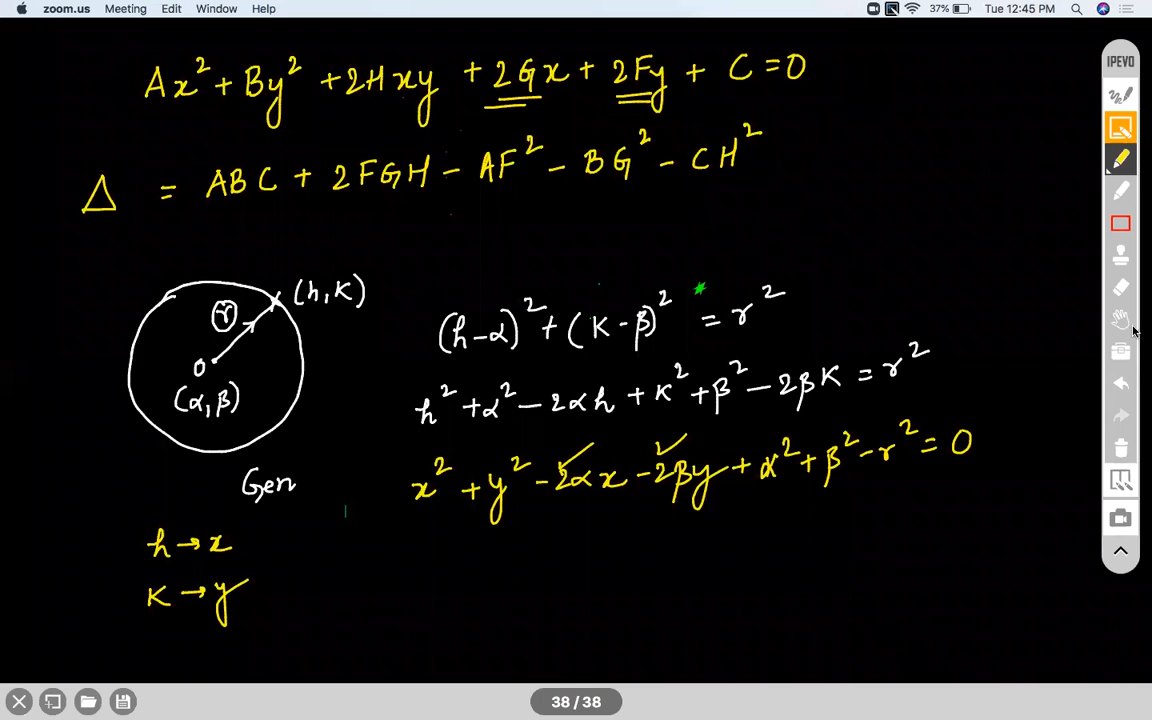 zoom.us Meeting Edit Window Help 37% Tue 12:45 PM
IPEVO
Ax² + By² + 2Hxy + 2Gx + 2Fy + C = 0
Δ = ABC + 2FGH - AF² - BG² - CH²
(h, k)
r
O
(α, β)
(h-α)² + (k-β)² = r²
h² + α² - 2αh + k² + β² - 2βk = r²
x² + y² - 2αx - 2βy + α² + β² - r² = 0
Gen
h → x
k → y
38 / 38